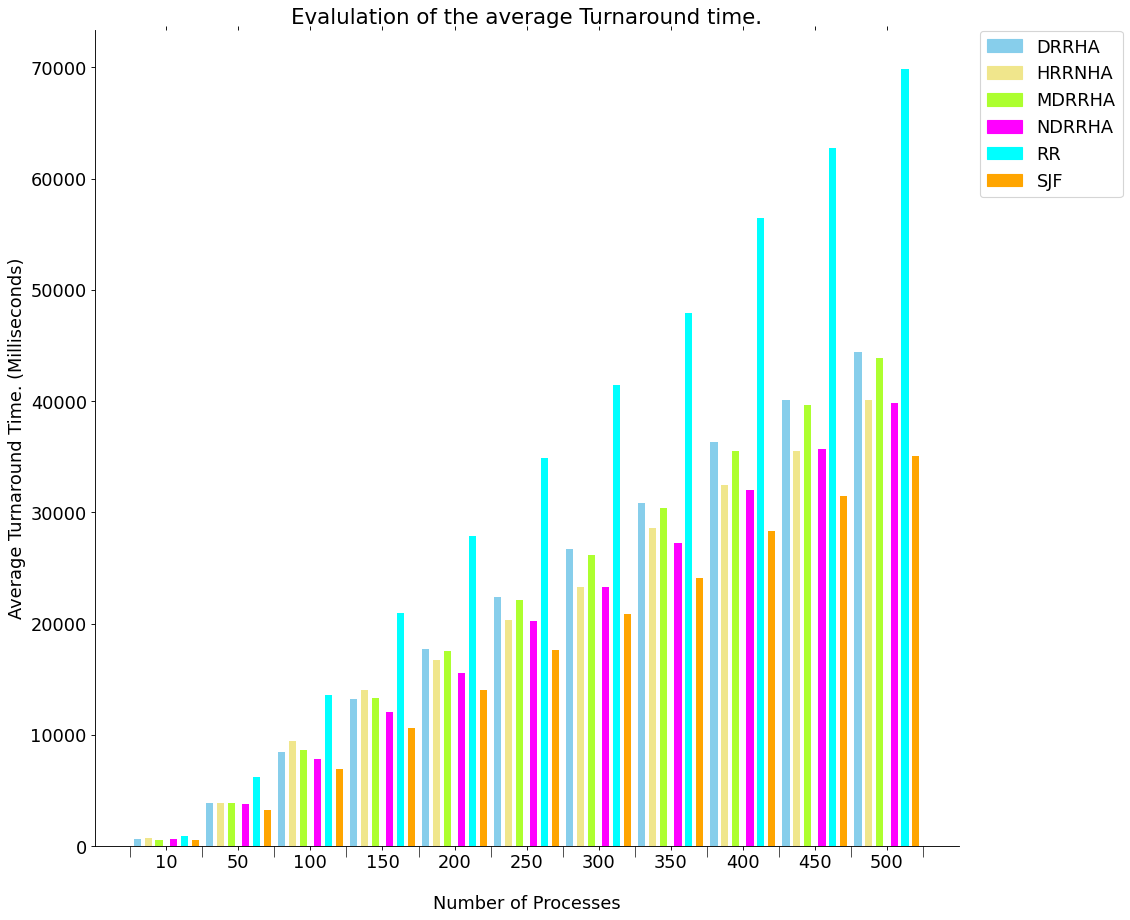 Evalulation of the average Turnaround time.
DRRHA
HRRNHA
MDRRHA
NDRRHA
RR
SJF
Average Turnaround Time. (Milliseconds)
70000
60000
50000
40000
30000
20000
10000
0
10 50 100 150 200 250 300 350 400 450 500
Number of Processes